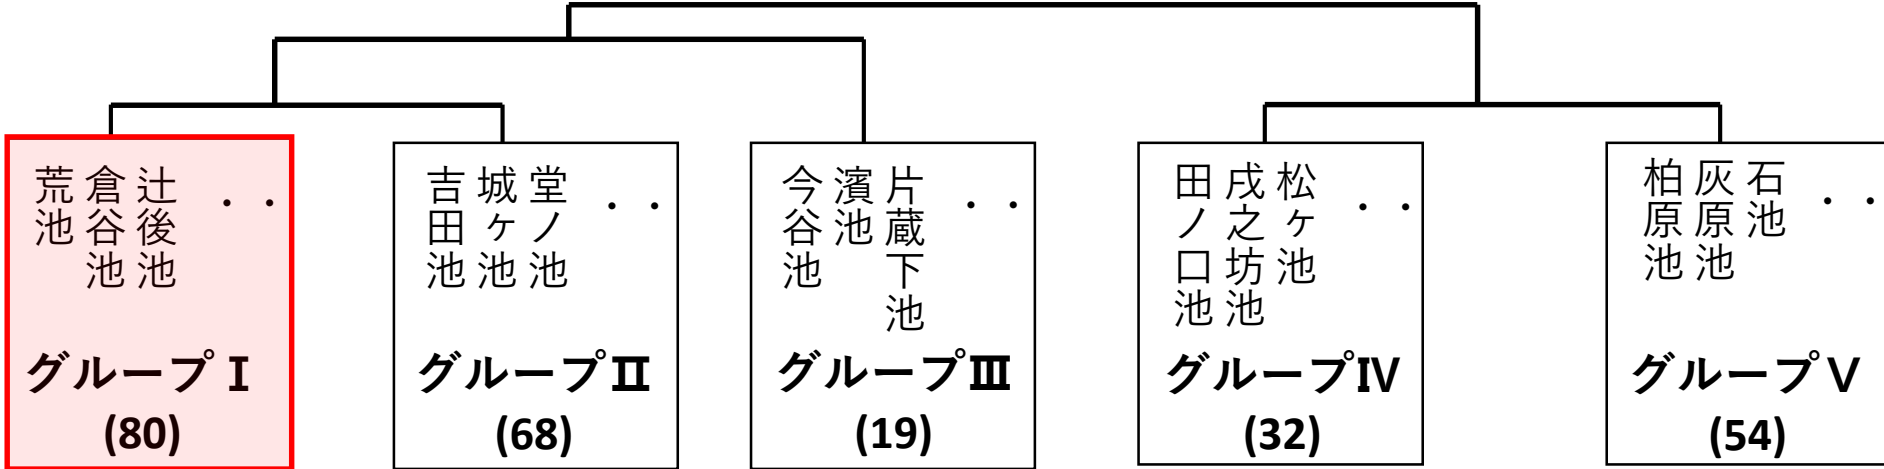 荒池
倉谷池
辻後池
・・
グループⅠ
(80)
吉田池
城ヶ池
堂ノ池
・・
グループⅡ
(68)
今谷池
濱池
片蔵下池
・・
グループⅢ
(19)
田ノ口池
戌之坊池
松ヶ池
・・
グループⅣ
(32)
柏原池
灰原池
石池
・・
グループⅤ
(54)